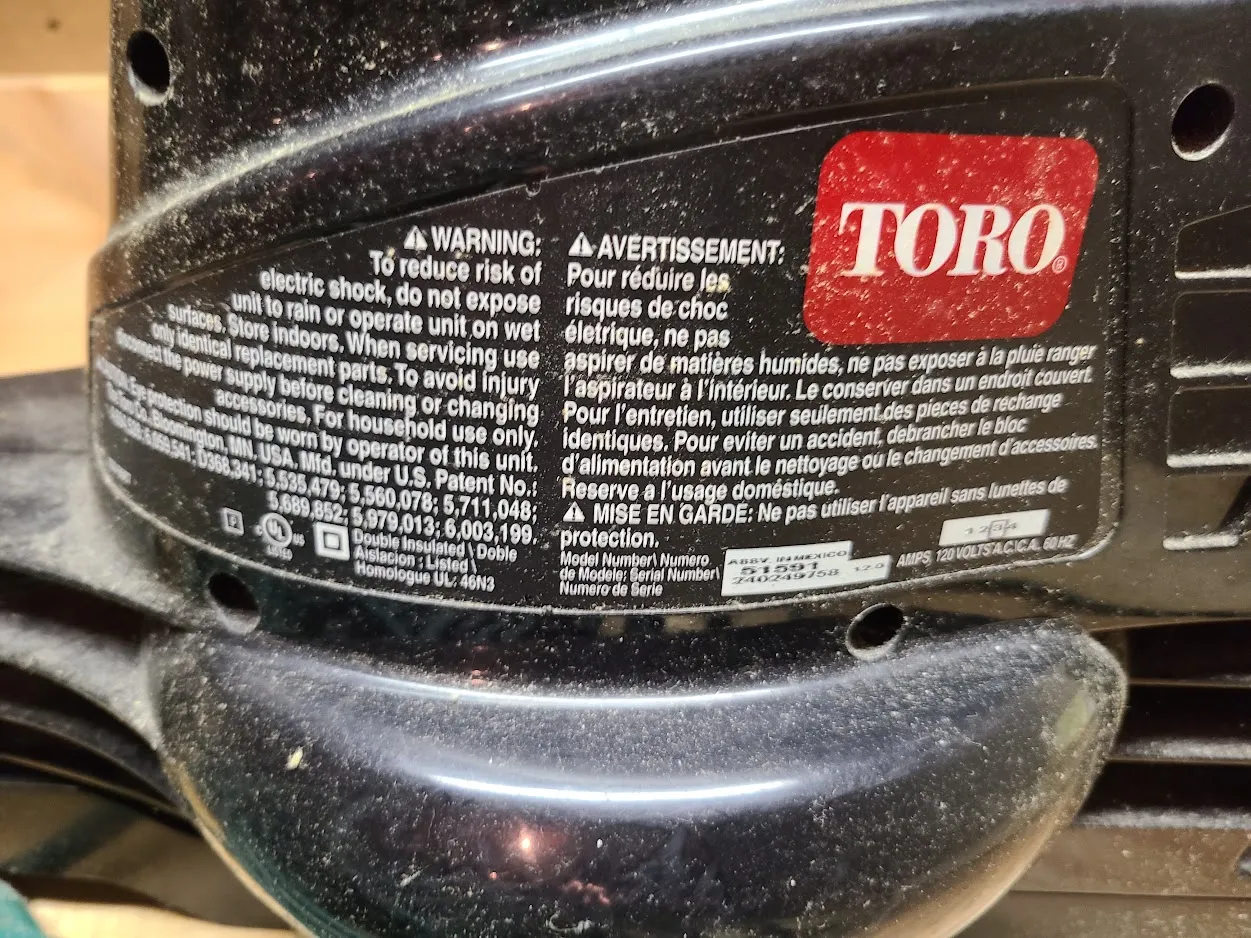 TORO®
⚠ WARNING:
To reduce risk of
electric shock, do not expose
unit to rain or operate unit on wet
surfaces. Store indoors. When servicing use
only identical replacement parts. To avoid injury
disconnect the power supply before cleaning or changing
accessories. For household use only.
Eye protection should be worn by operator of this unit.
Toro Co. Bloomington, MN. USA. Mfd. under U.S. Patent No.:
D366,341; 5,535,479; 5,560,078; 5,711,048;
5,689,852; 5,979,013; 6,003,199.
UL
US
LISTED
Double Insulated \ Doble
Aislacion ; Listed \
Homologue UL: 46N3
⚠ AVERTISSEMENT:
Pour réduire les
risques de choc
életrique, ne pas
aspirer de matières humides, ne pas exposer à la pluie ranger
l'aspirateur à l'intérieur. Le conserver dans un endroit couvert.
Pour l'entretien, utiliser seulement des pieces de rechange
identiques. Pour eviter un accident, debrancher le bloc
d'alimentation avant le nettoyage ou le changement d'accessoires.
Reserve a l'usage doméstique.
⚠ MISE EN GARDE: Ne pas utiliser l'appareil sans lunettes de
protection.
Model Number\ Numero
de Modele: Serial Number\
Numero de Serie
ASSY. IN MEXICO
51591
240249758 12.0
1234
AMPS 120 VOLTS A.C./C.A. 60 HZ